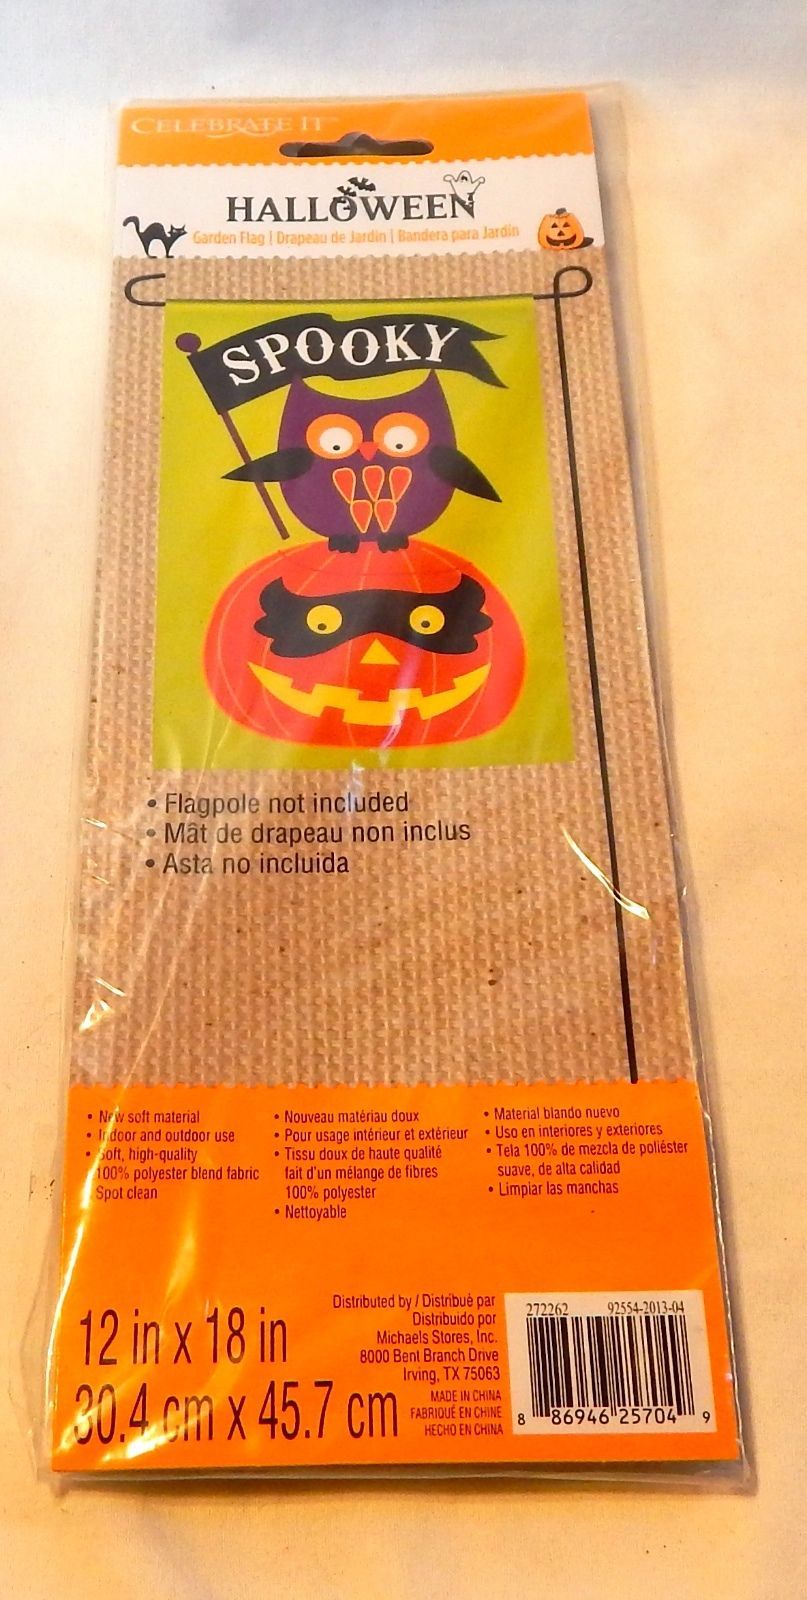 CELEBRATE IT™
HALLOWEEN
Garden Flag | Drapeau de Jardin | Bandera para Jardin
SPOOKY
• Flagpole not included
• Mât de drapeau non inclus
• Asta no incluida
• New soft material
• Indoor and outdoor use
• Soft, high-quality
100% polyester blend fabric
Spot clean
• Nouveau matériau doux
• Pour usage intérieur et extérieur
• Tissu doux de haute qualité
fait d'un mélange de fibres
100% polyester
• Nettoyable
• Material blando nuevo
• Uso en interiores y exteriores
• Tela 100% de mezcla de poliéster
suave, de alta calidad
• Limpiar las manchas
12 in x 18 in
30.4 cm x 45.7 cm
Distributed by / Distribué par
Distribuido por
Michaels Stores, Inc.
8000 Bent Branch Drive
Irving, TX 75063
MADE IN CHINA
FABRIQUÉ EN CHINE
HECHO EN CHINA
272262 92554-2013-04
8 86946 25704 9